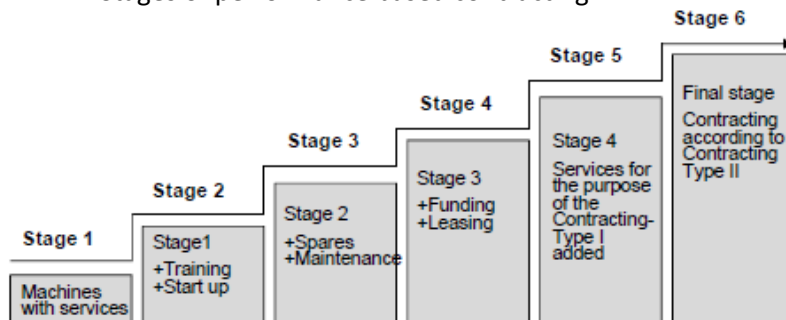 Stage 6
Stage 5
Stage 4
Stage 3
Stage 2
Stage 1
Machines
with services
Stage1
+Training
+Start up
Stage 2
+Spares
+Maintenance
Stage 3
+Funding
+Leasing
Stage 4
Services for
the purpose
of the
Contracting-
Type I
added
Final stage
Contracting
according to
Contracting
Type II